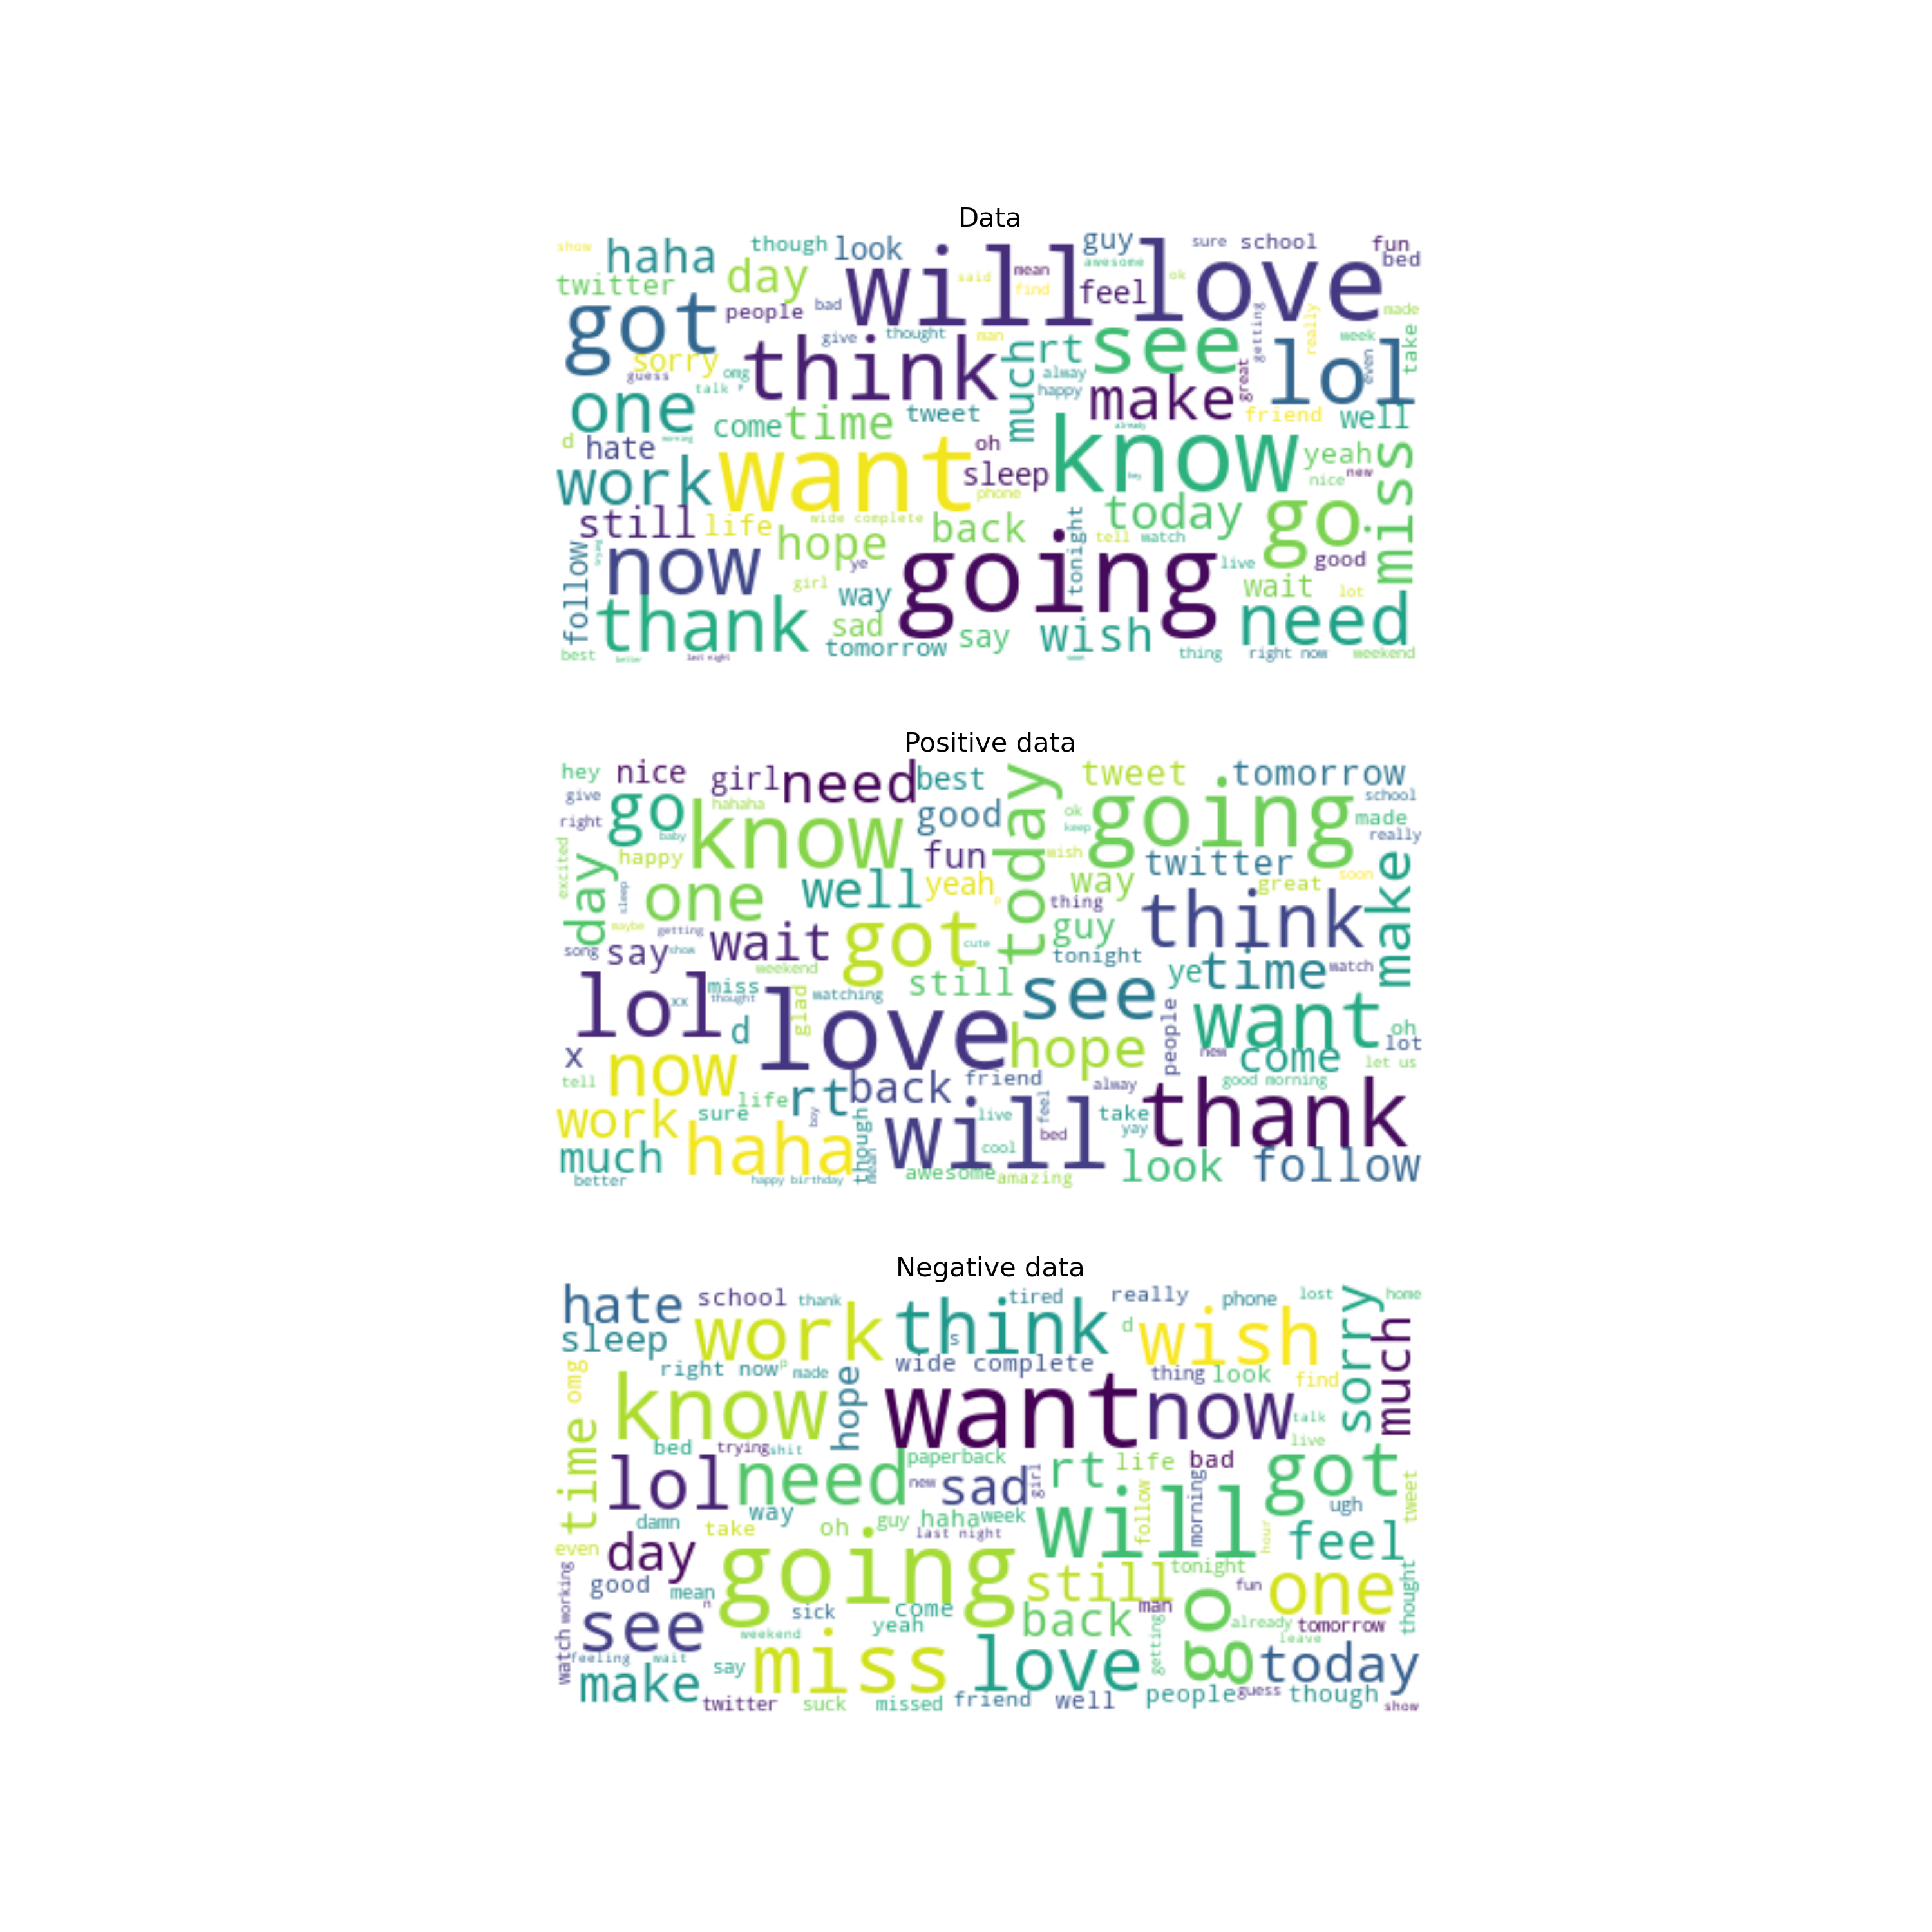 Data
show haha though look will guy love sure school fun
bed
twitter day said mean find awesome ok
got people bad feel made
sorry think give thought man much rt see getting really week take
guess omg alway lol even
talk p happy make great
one come time tweet friend well
d hate morning oh know already yeah miss
work want sleep hey nice new
phone
still life wide complete back tonight today go
follow now being hope ye going tell watch live good
girl way wait lot
thank sad say wish need
best better last night tomorrow soon thing right now weekend
Positive data
hey nice girl need best today tweet tomorrow
give go hahaha know good ok going school
right baby keep made really
excited day happy fun wish twitter make
sleep one well yeah way great soon
maybe getting got p thing think
song say show wait cute guy
weekend still tonight ye time watch
lol xx miss thought love glad watching see people want
d hope oh
x now new come lot
tell back friend alway good morning let us
work sure life rt boy though will live feel take thank
haha cool bed yay
much mean look follow
better happy birthday awesome amazing
Negative data
hate school thank think tired really phone lost sorry home
sleep work s d wish much
omg right now p made wide complete thing look find
time know hope want now talk
bed trying shit live
lol need paperback sad girl rt life bad got tweet
new
damn way take oh guy haha week will follow morning ugh
last night hour feel
even day going still tonight thought
working good mean n sick come back man go fun one
see yeah already tomorrow
watch feeling wait weekend miss love getting leave today
make say
twitter suck missed friend well people guess though show